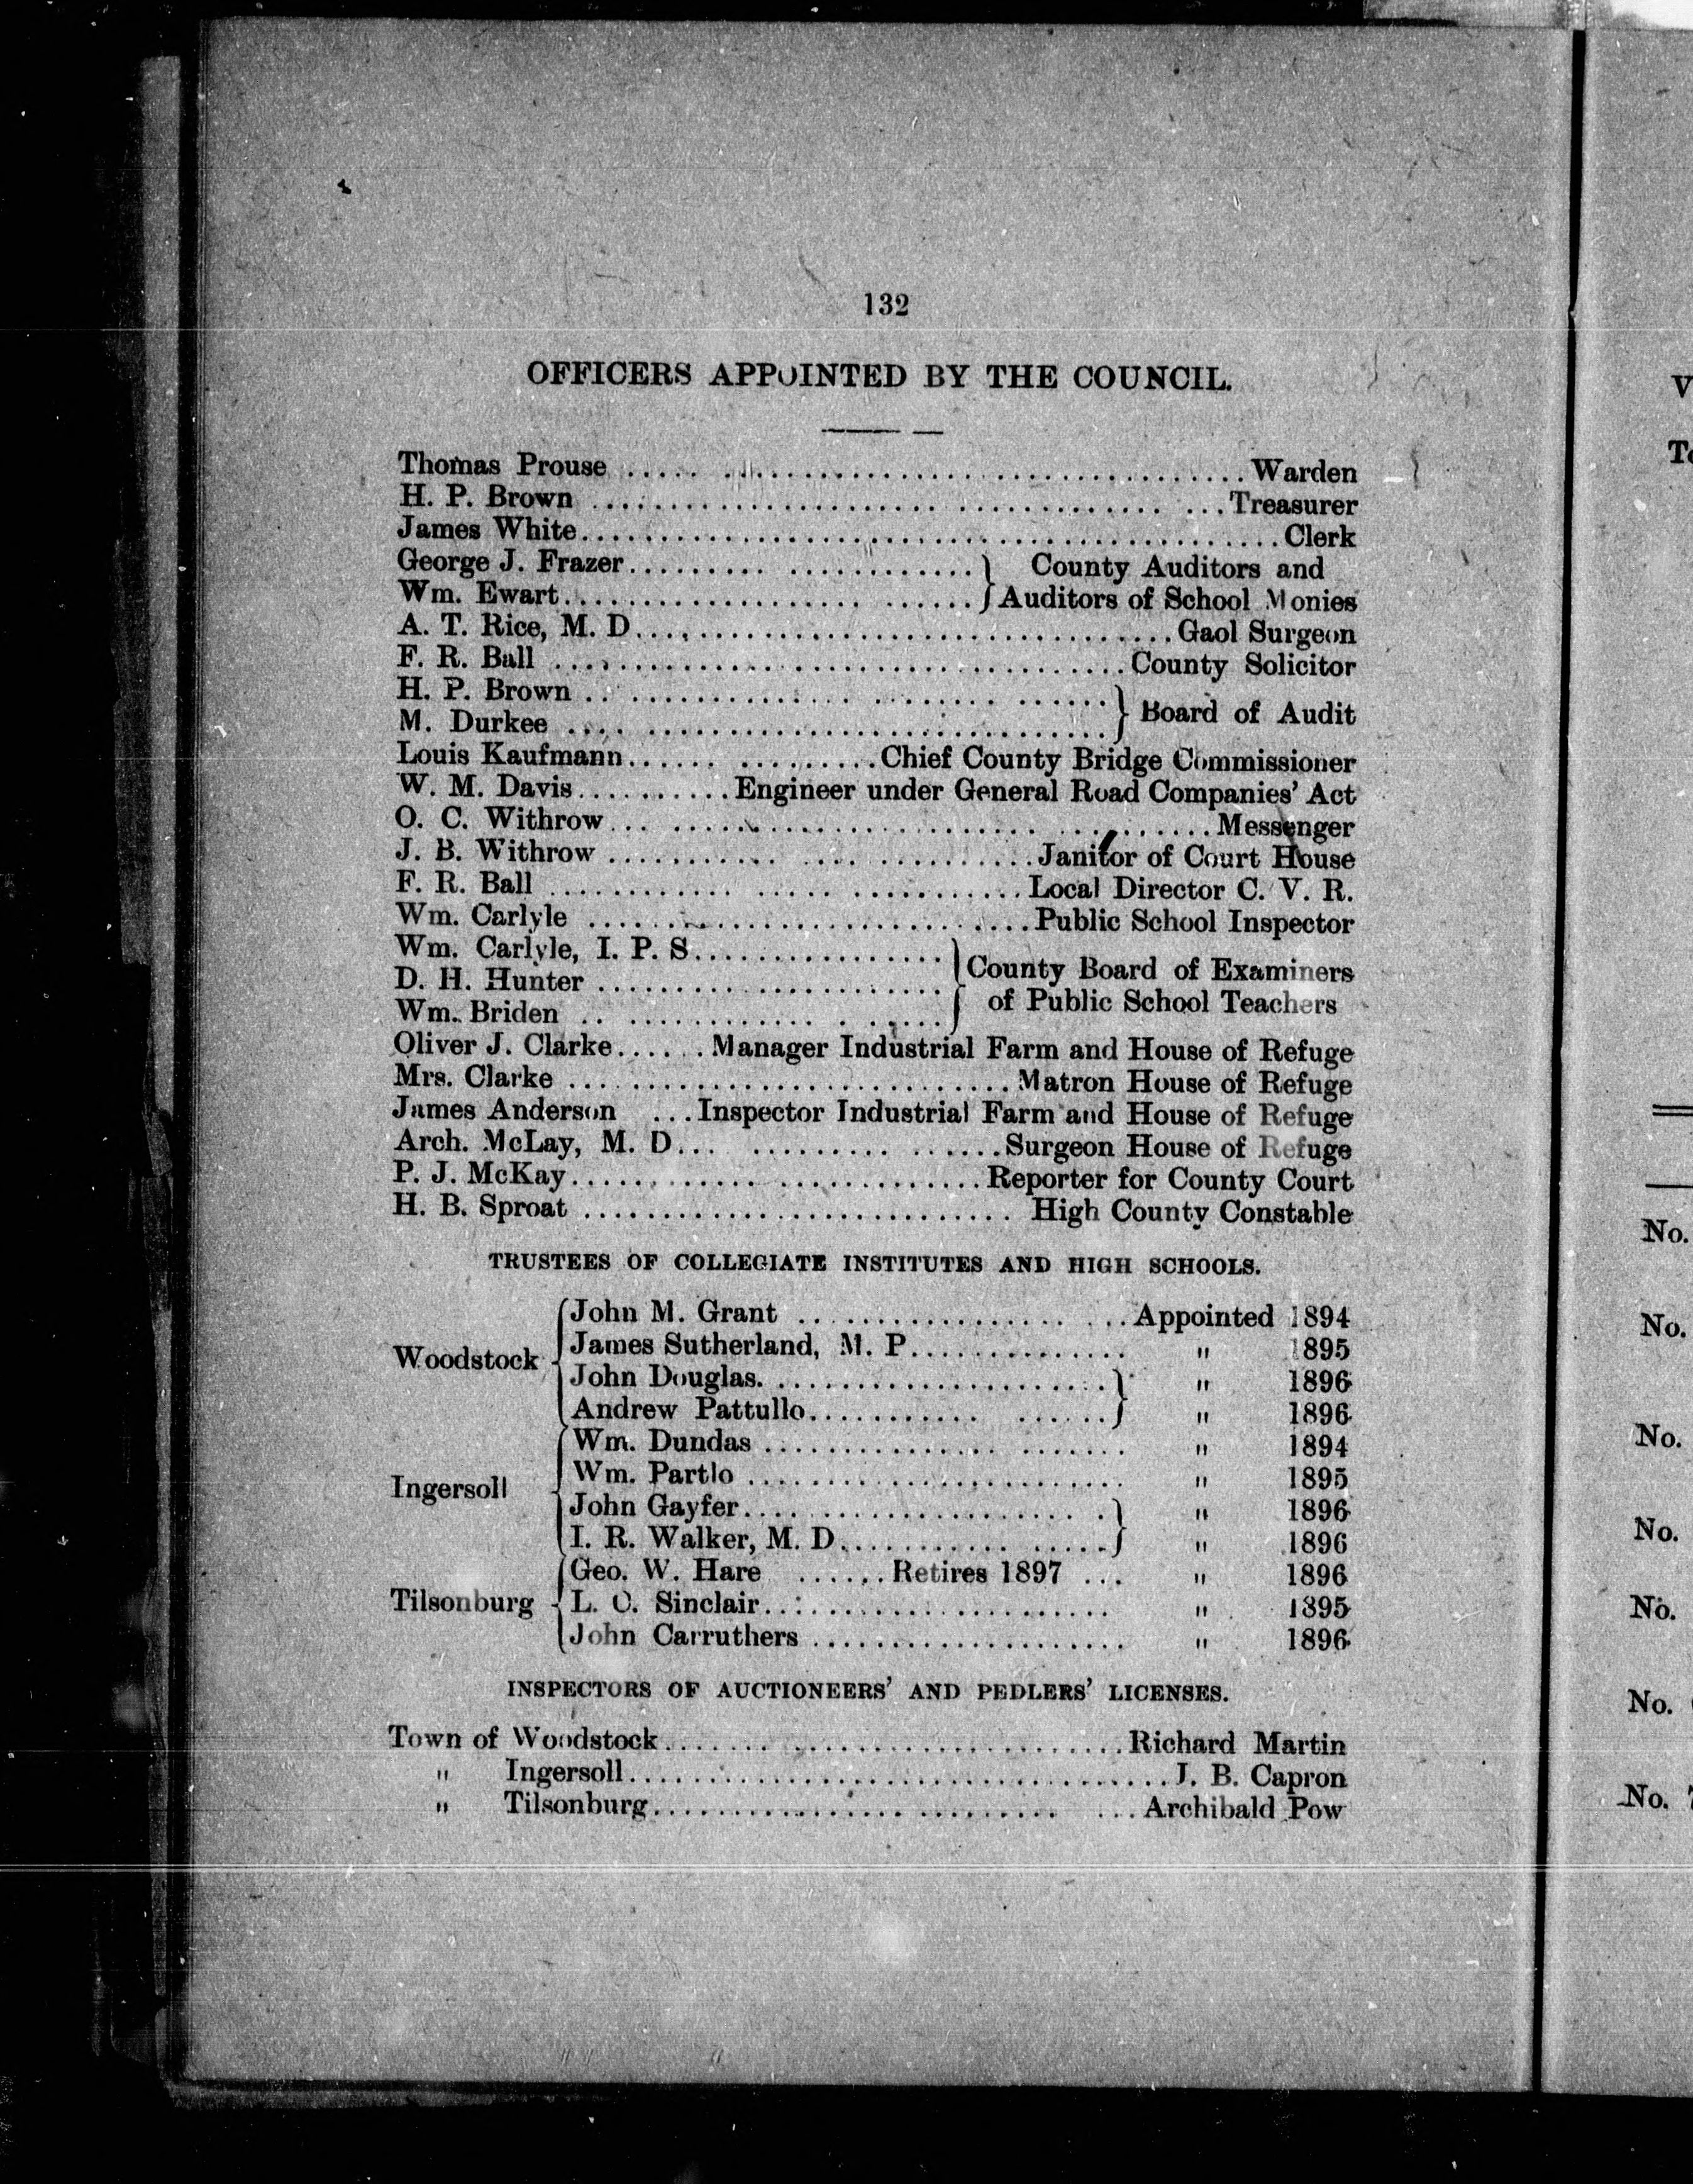 132
OFFICERS APPOINTED BY THE COUNCIL.
Thomas Prouse ........ Warden
H. P. Brown ........ Treasurer
James White ........ Clerk
George J. Frazer ........ } County Auditors and
Wm. Ewart ........ } Auditors of School Monies
A. T. Rice, M. D. ........ Gaol Surgeon
F. R. Ball ........ County Solicitor
H. P. Brown ........ }
M. Durkee ........ } Board of Audit
Louis Kaufmann ........ Chief County Bridge Commissioner
W. M. Davis ........ Engineer under General Road Companies' Act
O. C. Withrow ........ Messenger
J. B. Withrow ........ Janitor of Court House
F. R. Ball ........ Local Director C. V. R.
Wm. Carlyle ........ Public School Inspector
Wm. Carlyle, I. P. S. ........ } County Board of Examiners
D. H. Hunter ........ } of Public School Teachers
Wm. Briden ........ }
Oliver J. Clarke ...... Manager Industrial Farm and House of Refuge
Mrs. Clarke ........ Matron House of Refuge
James Anderson ... Inspector Industrial Farm and House of Refuge
Arch. McLay, M. D. ........ Surgeon House of Refuge
P. J. McKay ........ Reporter for County Court
H. B. Sproat ........ High County Constable
TRUSTEES OF COLLEGIATE INSTITUTES AND HIGH SCHOOLS.
John M. Grant ........ Appointed 1894
James Sutherland, M. P. ........ " 1895
Woodstock
John Douglas ........ } " 1896
Andrew Pattullo ........ } " 1896
Wm. Dundas ........ " 1894
Wm. Partlo ........ " 1895
Ingersoll
John Gayfer ........ } " 1896
I. R. Walker, M. D. ........ } " 1896
Geo. W. Hare ...... Retires 1897 ... " 1896
Tilsonburg L. C. Sinclair ........ " 1895
John Carruthers ........ " 1896
INSPECTORS OF AUCTIONEERS' AND PEDLERS' LICENSES.
Town of Woodstock ........ Richard Martin
" Ingersoll ........ J. B. Capron
" Tilsonburg ........ Archibald Pow
V
No.
No.
No.
No.
No.
No.
No. 7